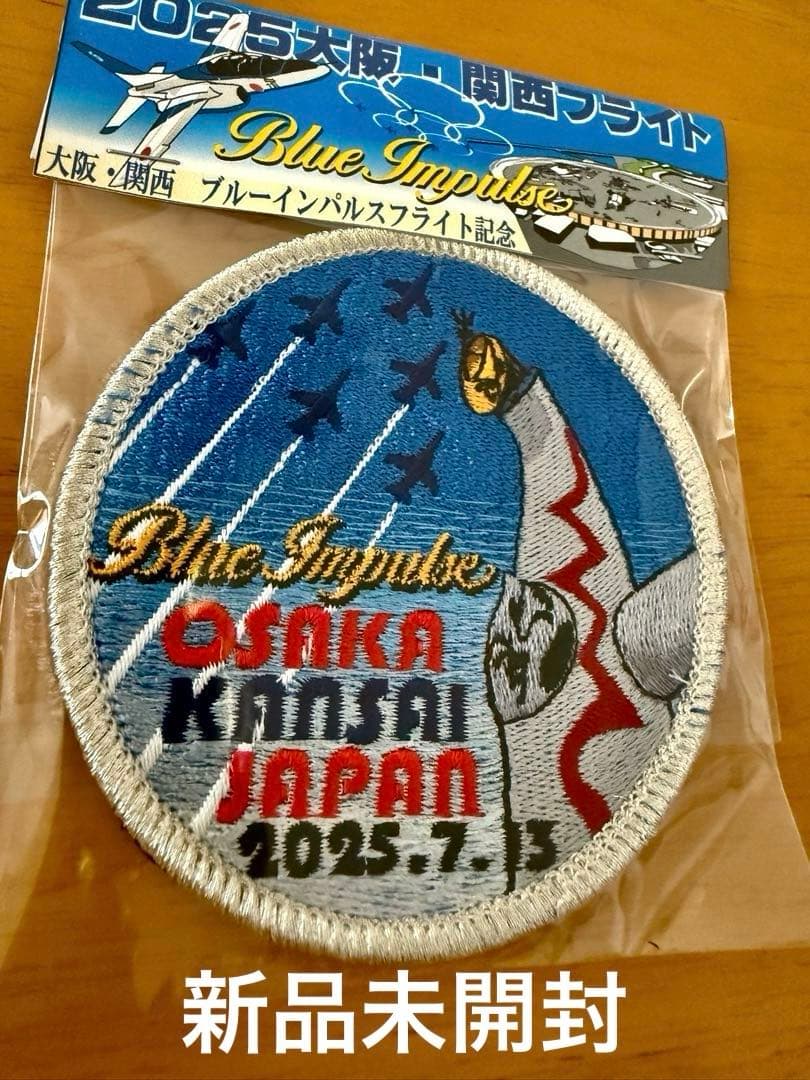 2025大阪・関西フライト
Blue Impulse
大阪・関西 ブルーインパルスフライト記念
Blue Impulse
OSAKA
KANSAI
JAPAN
2025.7.13
新品未開封